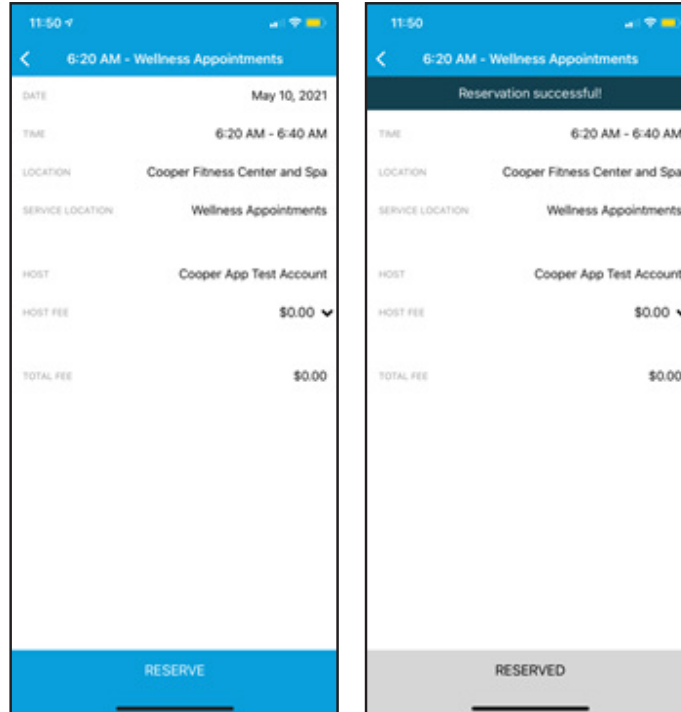 11:50
6:20 AM - Wellness Appointments
DATE May 10, 2021
TIME 6:20 AM - 6:40 AM
LOCATION Cooper Fitness Center and Spa
SERVICE LOCATION Wellness Appointments
HOST Cooper App Test Account
HOST FEE $0.00
TOTAL FEE $0.00
RESERVE
11:50
6:20 AM - Wellness Appointments
Reservation successful!
TIME 6:20 AM - 6:40 AM
LOCATION Cooper Fitness Center and Spa
SERVICE LOCATION Wellness Appointments
HOST Cooper App Test Account
HOST FEE $0.00
TOTAL FEE $0.00
RESERVED